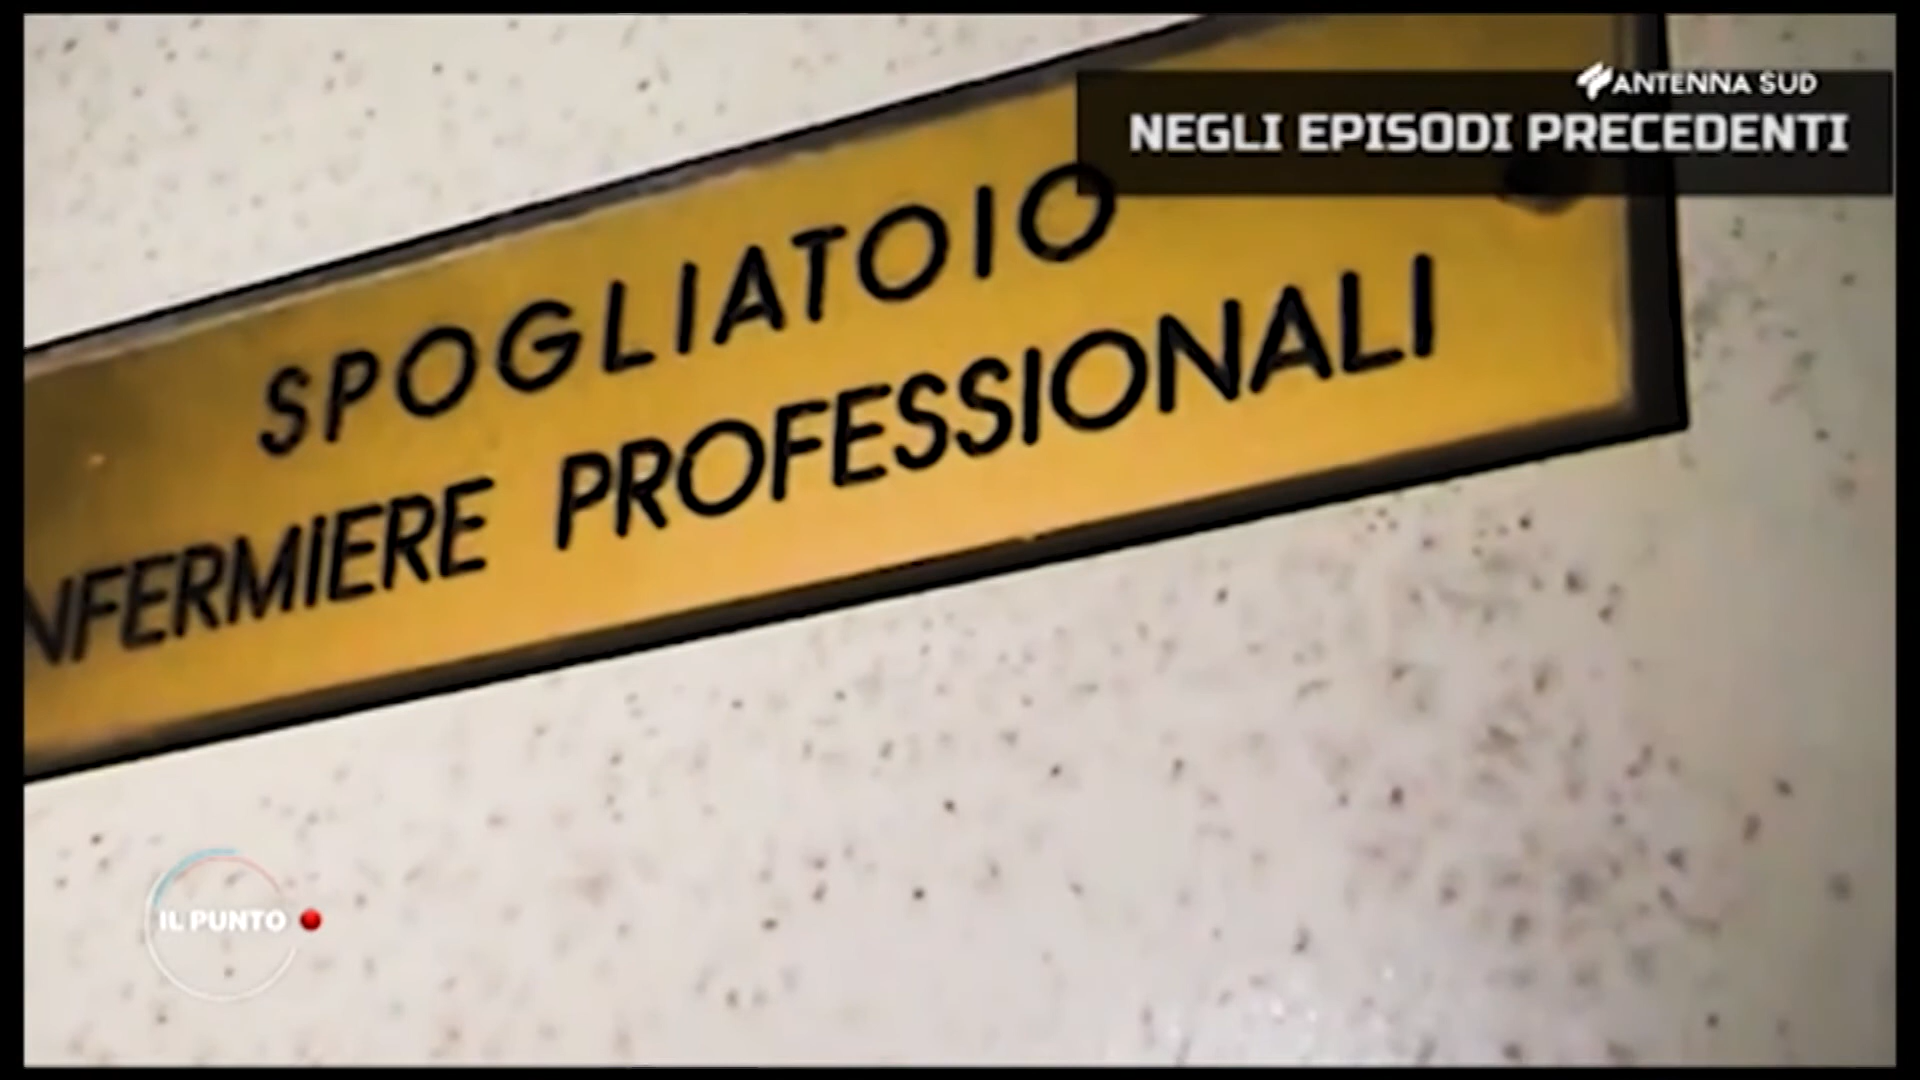 ANTENNA SUD
NEGLI EPISODI PRECEDENTI
SPOGLIATOIO
NFERMIERE PROFESSIONALI
IL PUNTO